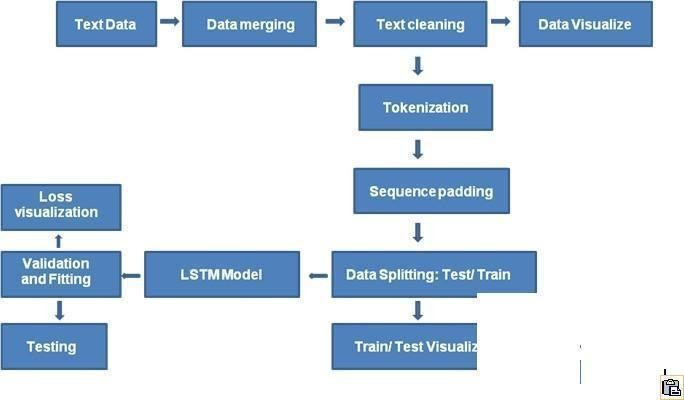 Text Data
Data merging
Text cleaning
Data Visualize
Tokenization
Sequence padding
Loss
visualization
Validation
and Fitting
LSTM Model
Data Splitting: Test/ Train
Testing
Train/ Test